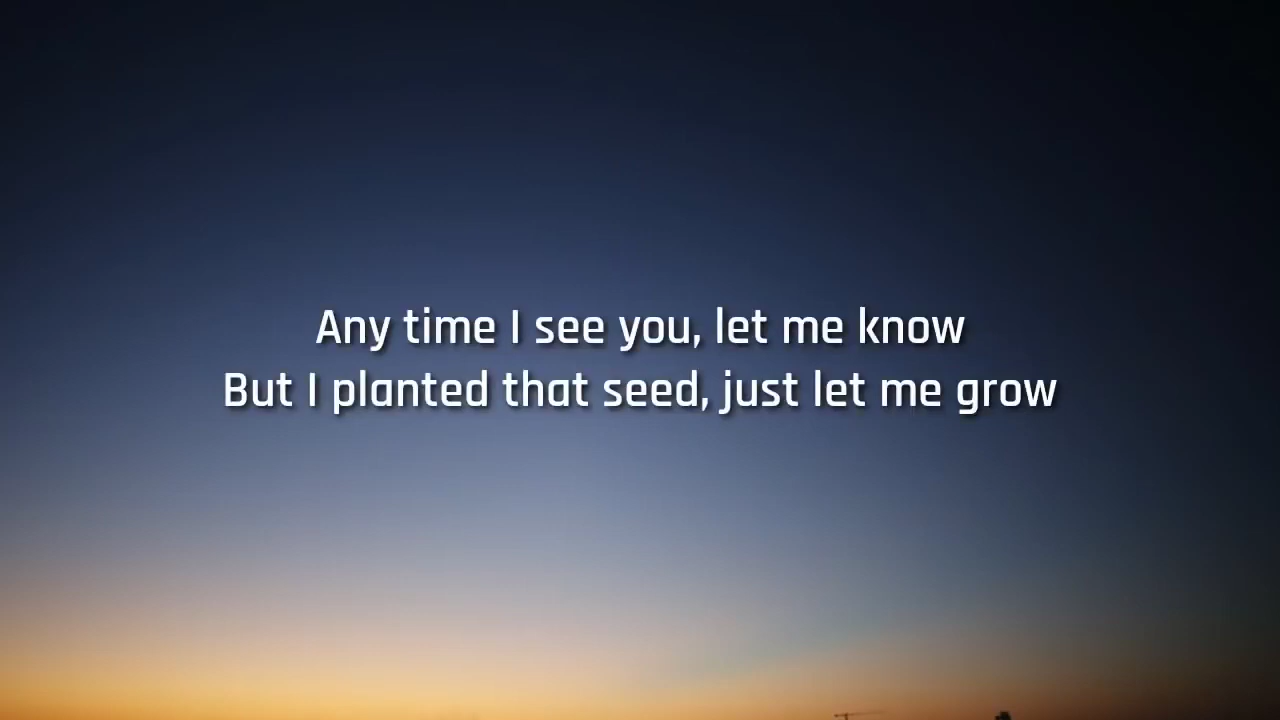 Any time I see you, let me know
But I planted that seed, just let me grow